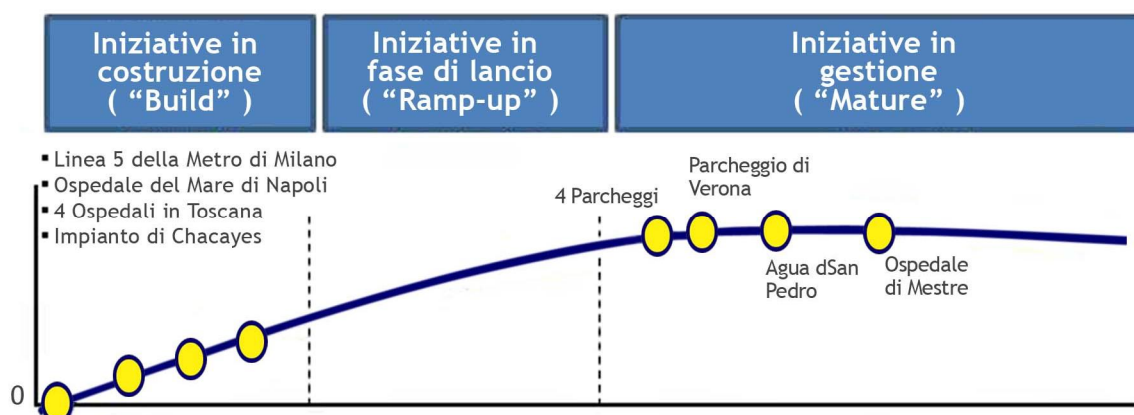 Iniziative in
costruzione
( “Build” )
Iniziative in
fase di lancio
( “Ramp-up” )
Iniziative in
gestione
( “Mature” )
▪ Linea 5 della Metro di Milano
▪ Ospedale del Mare di Napoli
▪ 4 Ospedali in Toscana
▪ Impianto di Chacayes
4 Parcheggi
Parcheggio di
Verona
Agua dSan
Pedro
Ospedale
di Mestre
0